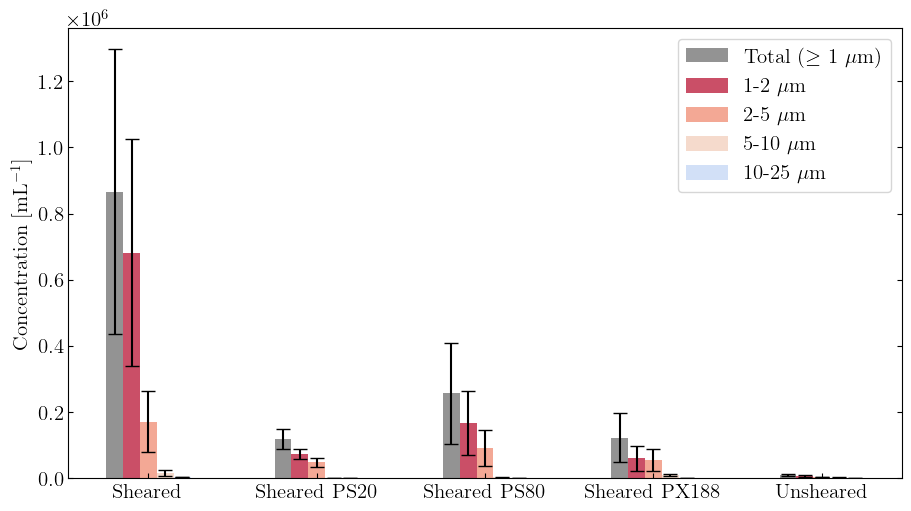 ×10⁶
Concentration [mL⁻¹]
1.2
1.0
0.8
0.6
0.4
0.2
0.0
Total (≥ 1 μm)
1-2 μm
2-5 μm
5-10 μm
10-25 μm
Sheared
Sheared PS20
Sheared PS80
Sheared PX188
Unsheared